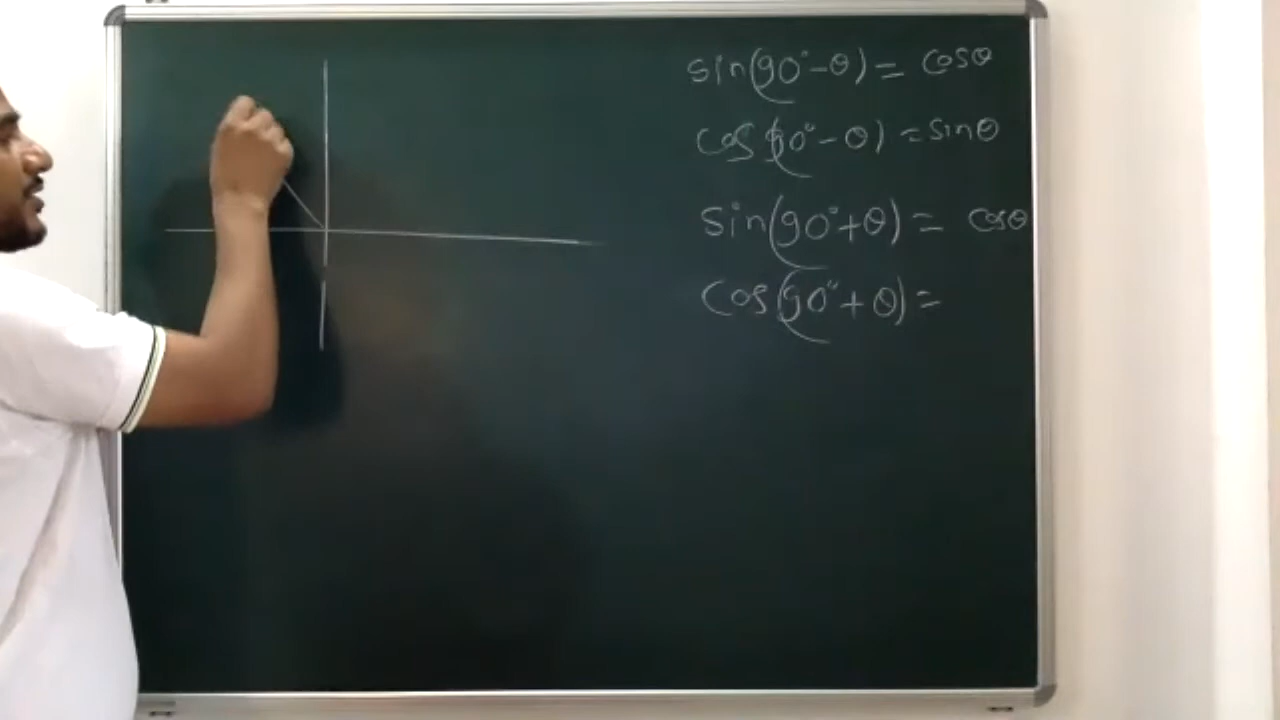 sin(90°-θ) = cosθ
cos(90°-θ) = sinθ
sin(90°+θ) = cosθ
cos(90°+θ) =